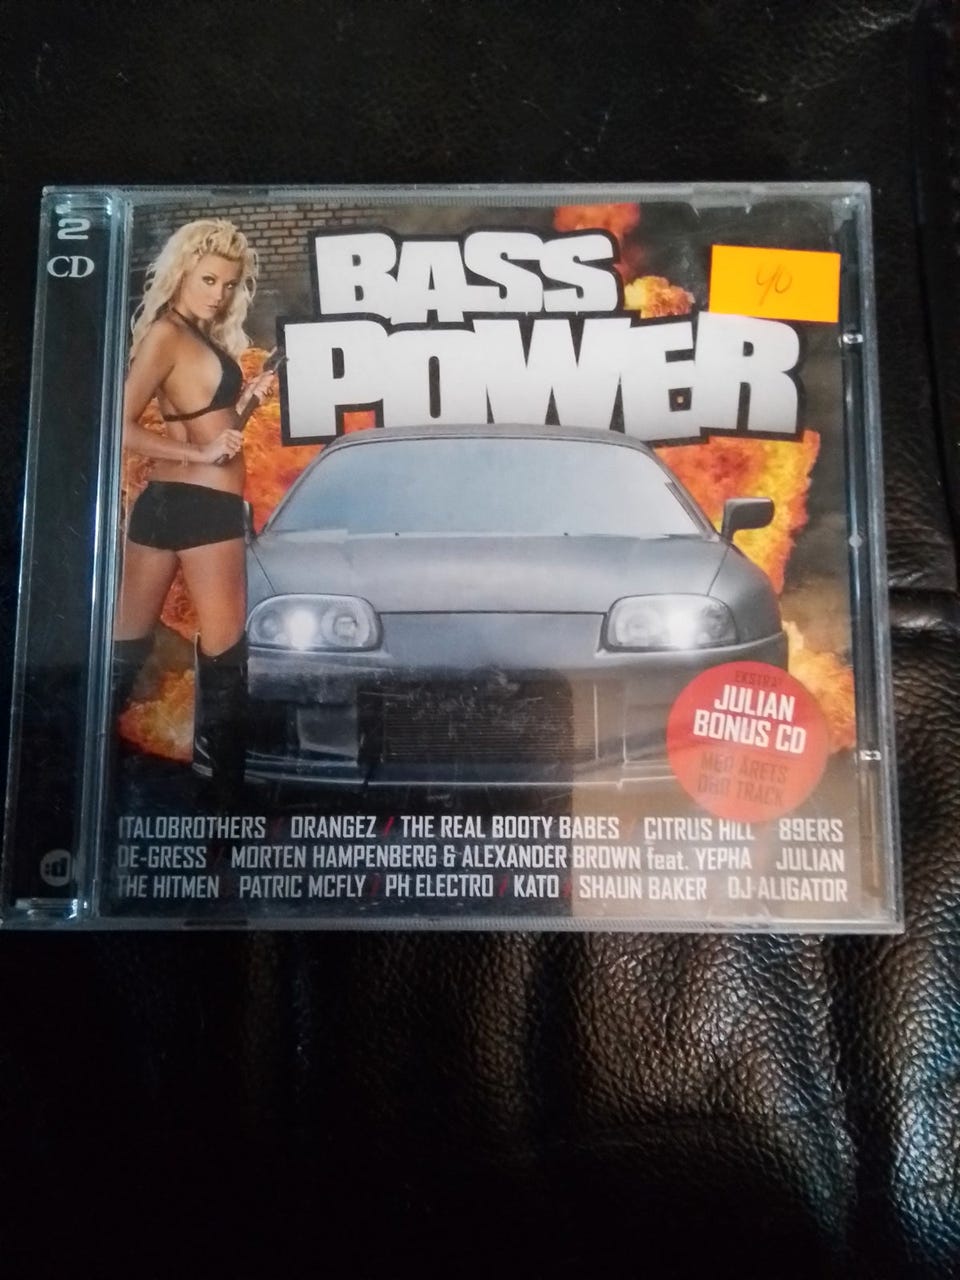 2
CD
BASS
POWER
40
EKSTRA!
JULIAN
BONUS CD
MED ÅRETS
DBD TRACK
ITALOBROTHERS / ORANGEZ / THE REAL BOOTY BABES / CITRUS HILL / 89ERS
DE-GRESS / MORTEN HAMPENBERG & ALEXANDER BROWN feat. YEPHA / JULIAN
THE HITMEN / PATRIC MCFLY / PH ELECTRO / KATO / SHAUN BAKER / DJ ALIGATOR
:d